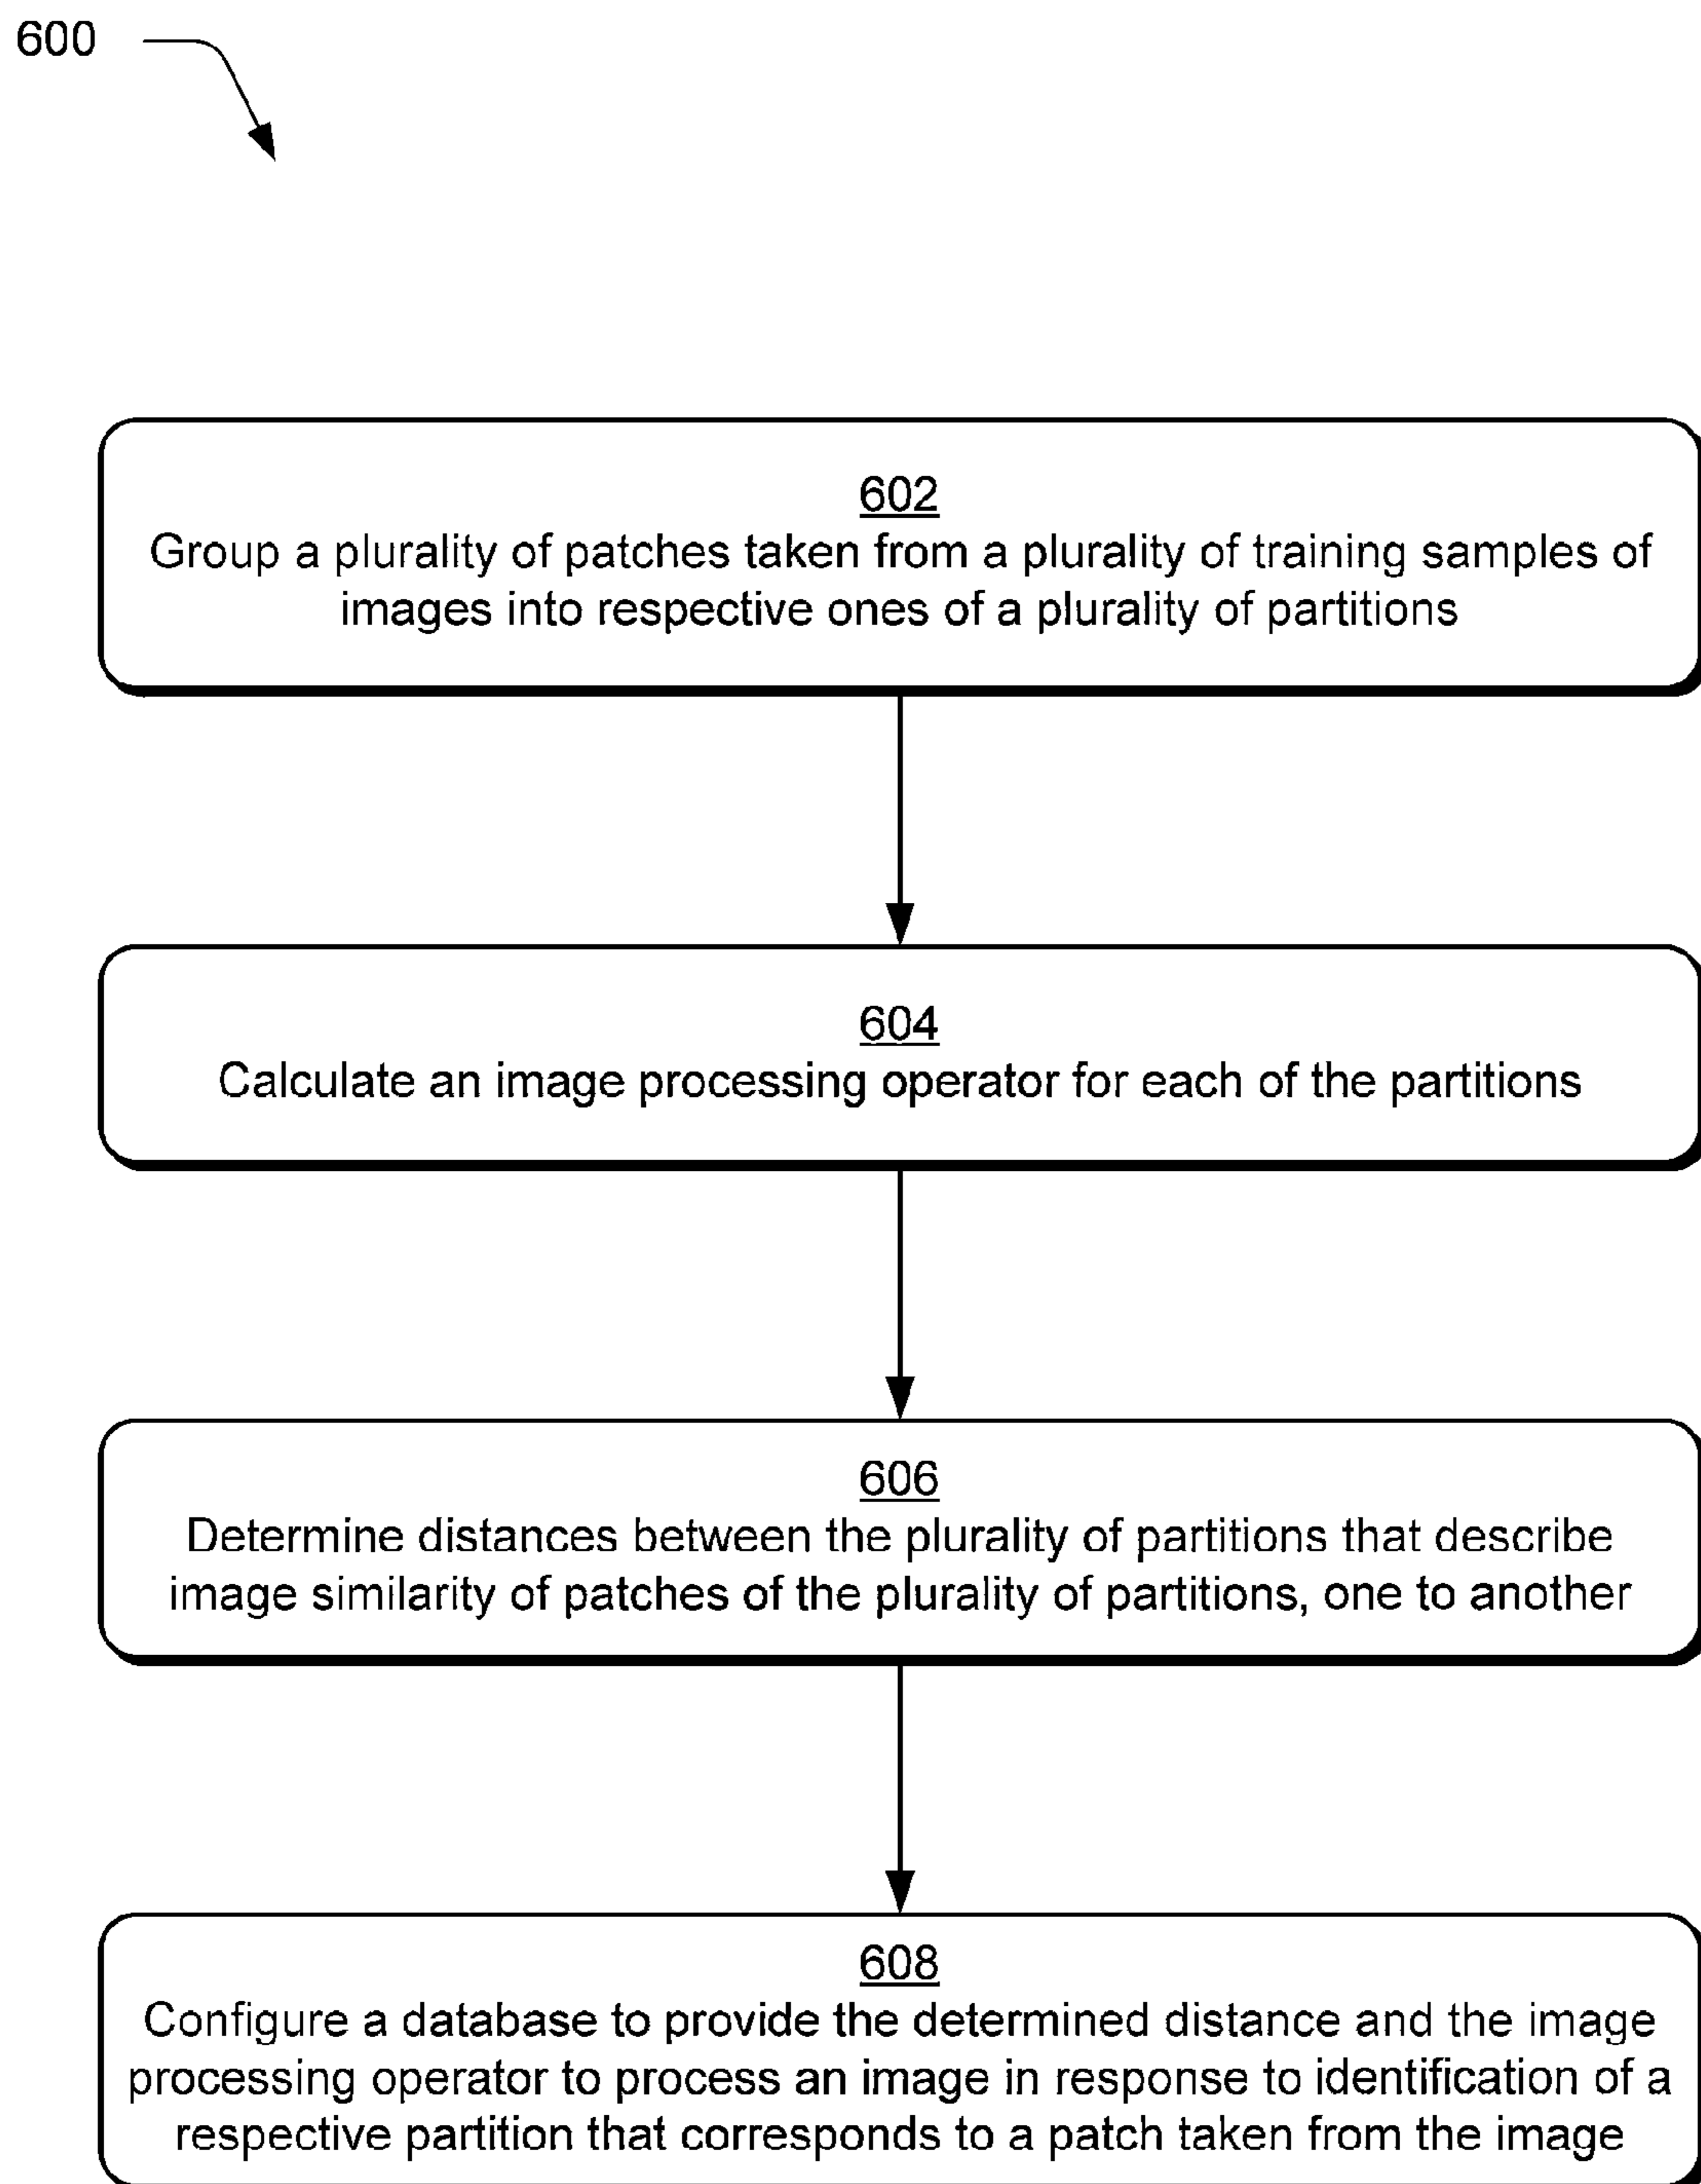 600
602
Group a plurality of patches taken from a plurality of training samples of
images into respective ones of a plurality of partitions
604
Calculate an image processing operator for each of the partitions
606
Determine distances between the plurality of partitions that describe
image similarity of patches of the plurality of partitions, one to another
608
Configure a database to provide the determined distance and the image
processing operator to process an image in response to identification of a
respective partition that corresponds to a patch taken from the image